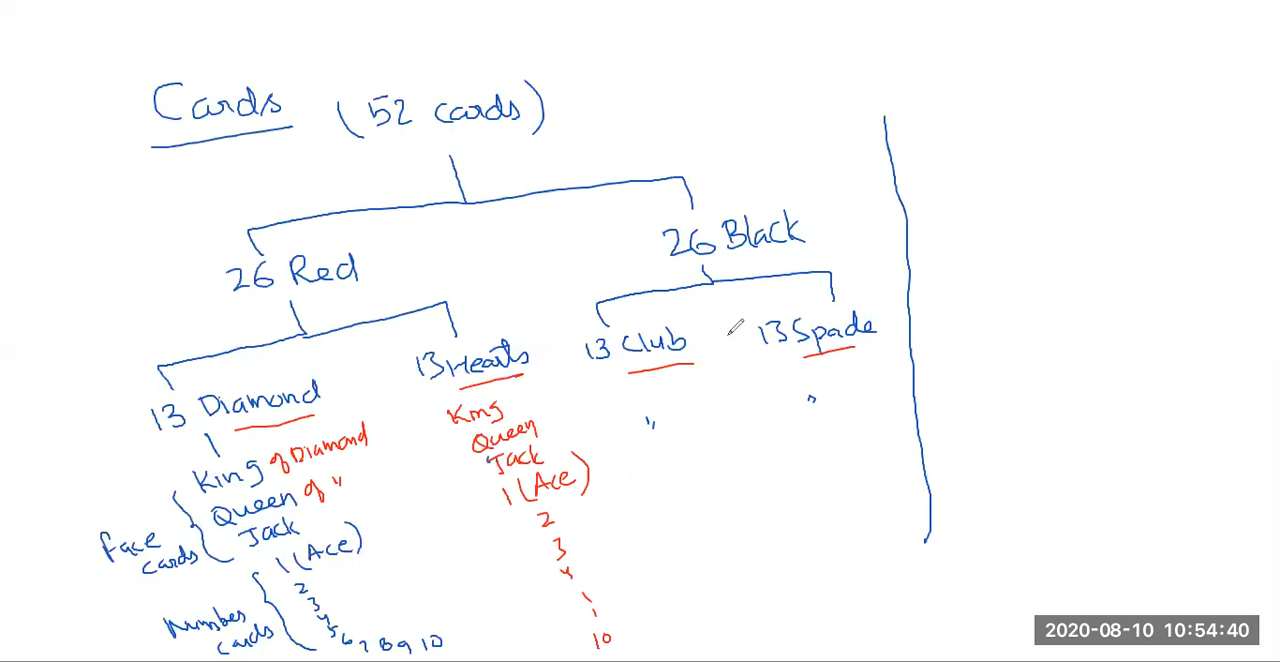 Cards (52 cards)
26 Red
26 Black
13 Diamond
13 Hearts
13 Club
13 Spade
King of Diamond
Queen of "
Jack
1 (Ace)
2
3
4
5 6 7 8 9 10
face cards
Number cards
King
Queen
Jack
1 (Ace)
2
3
4
10
"
"
2020-08-10 10:54:40